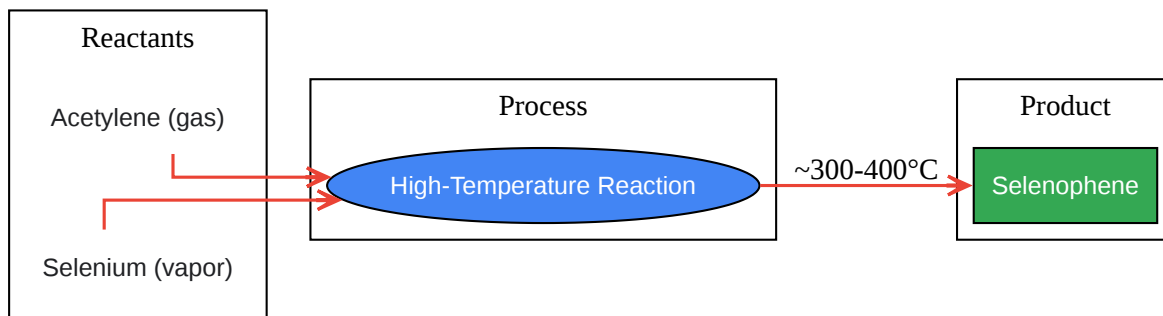 Reactants
Acetylene (gas)
Selenium (vapor)
Process
High-Temperature Reaction
~300-400°C
Product
Selenophene